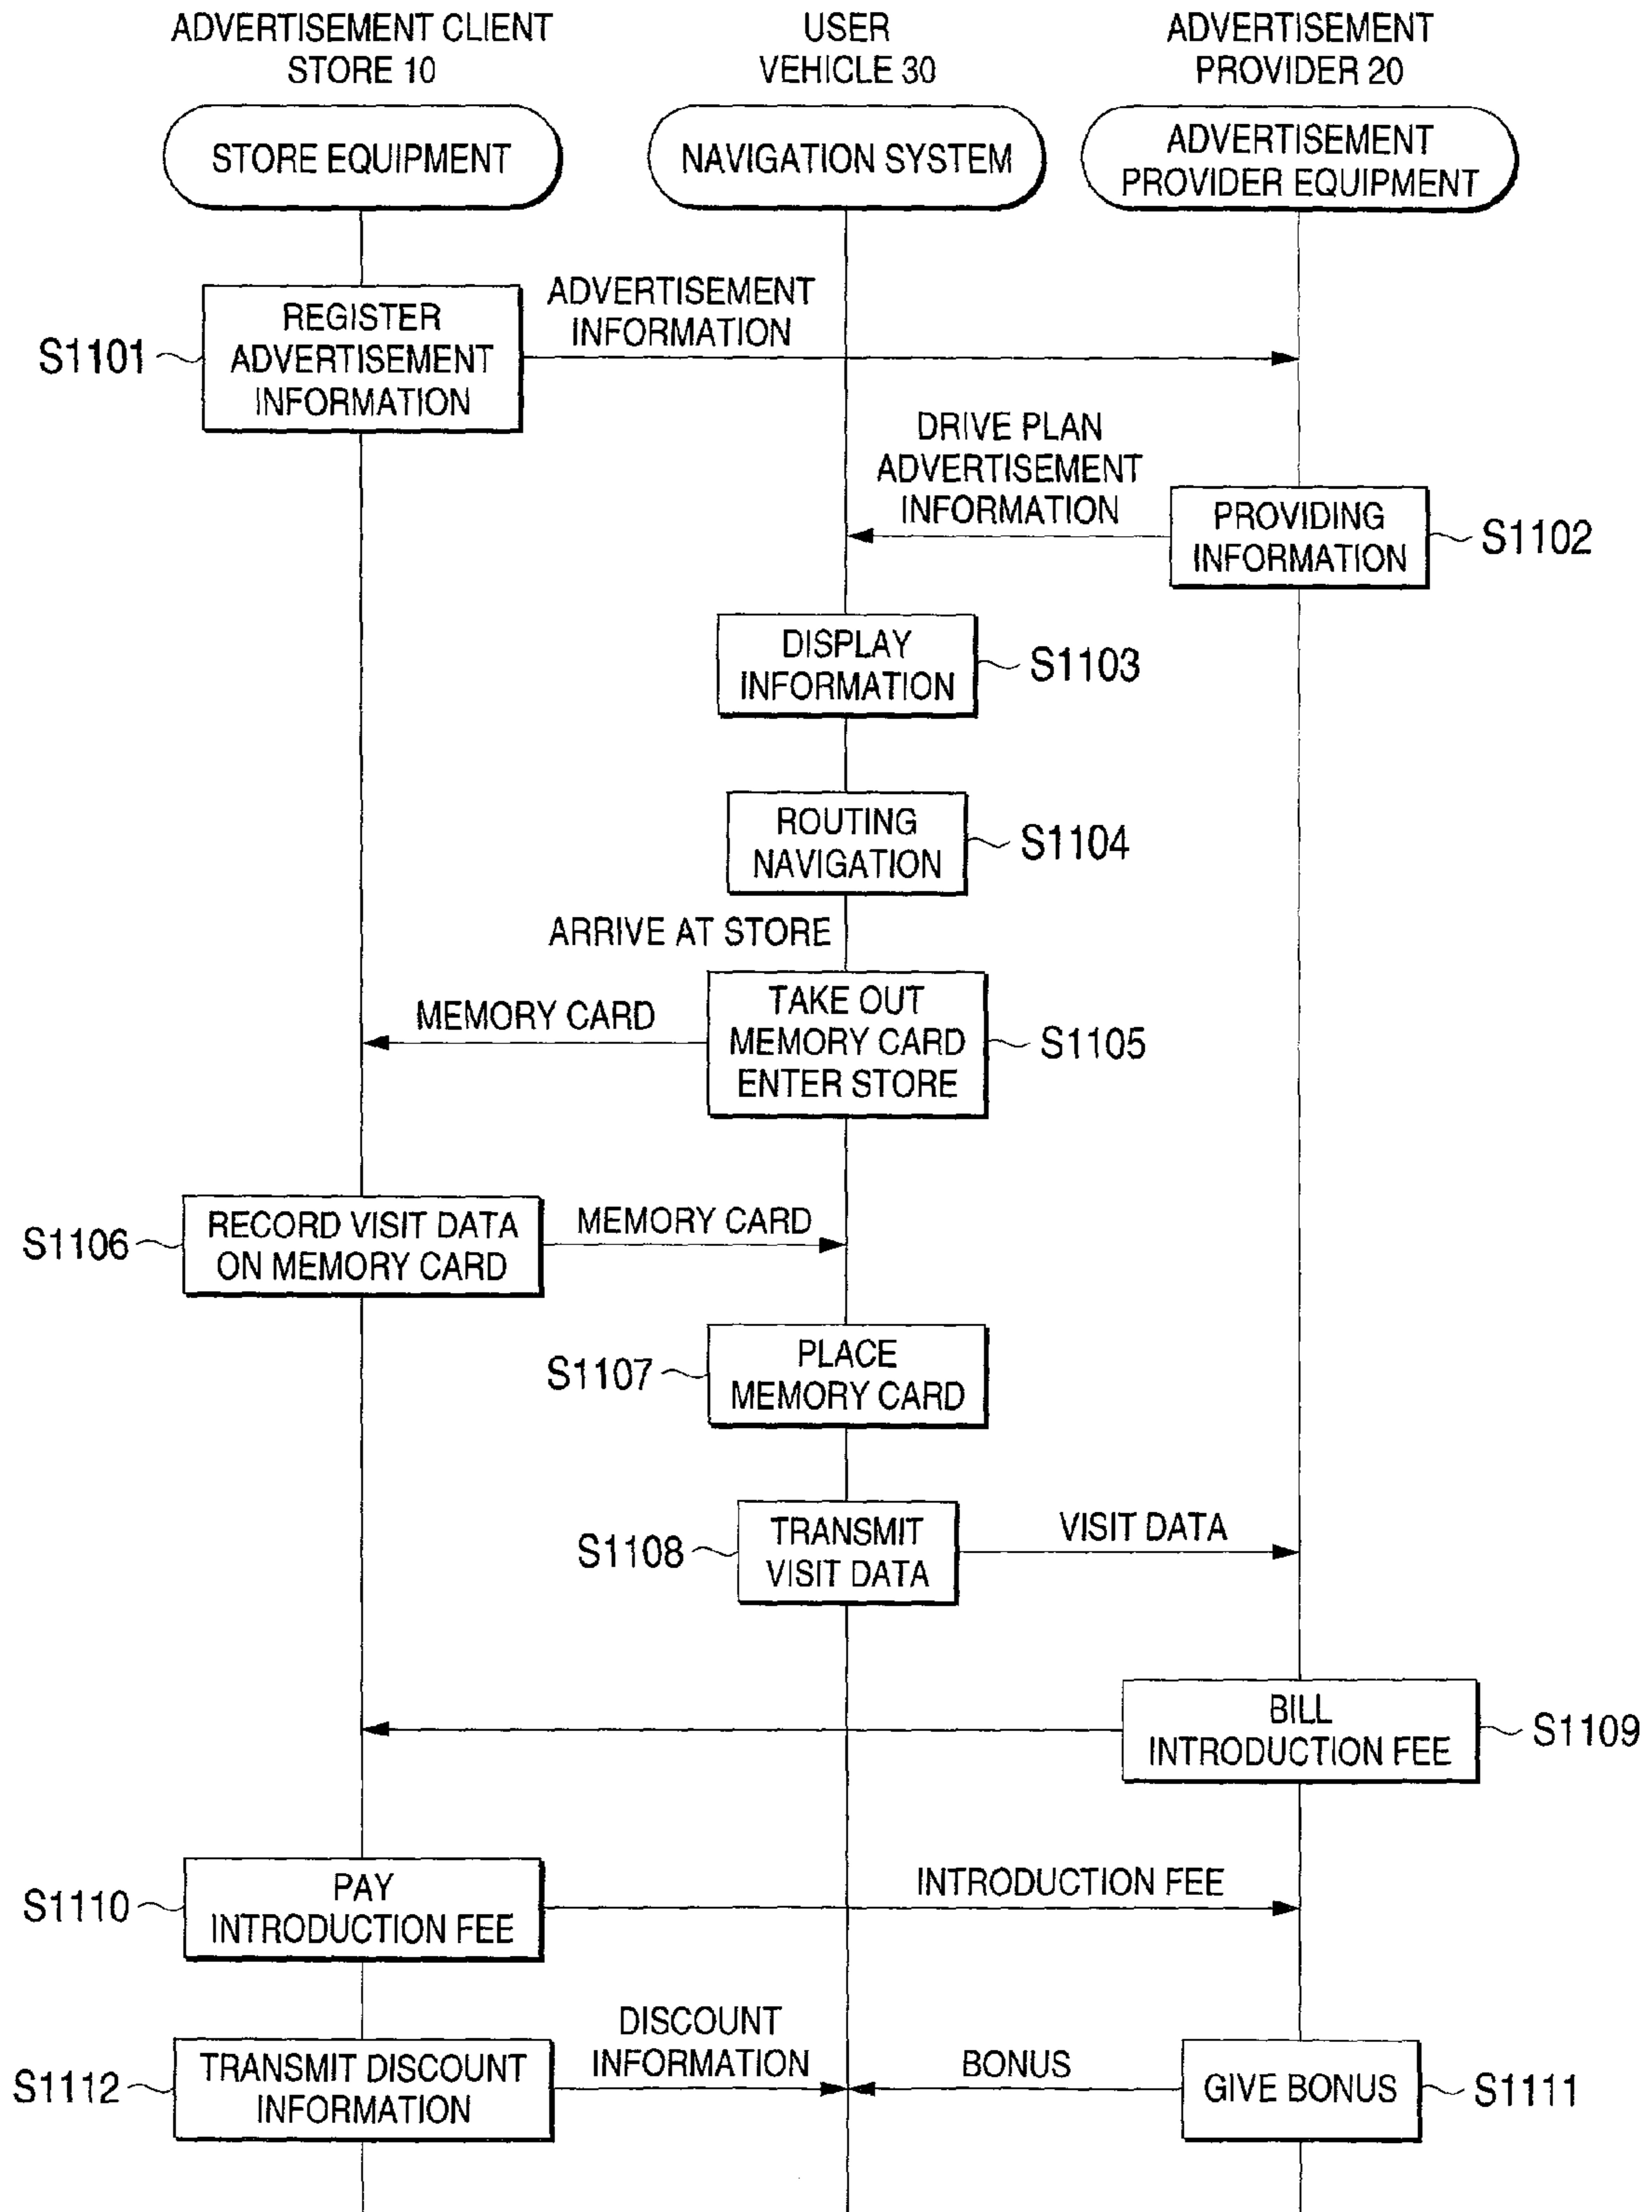 ADVERTISEMENT CLIENT
STORE 10
USER
VEHICLE 30
ADVERTISEMENT
PROVIDER 20
STORE EQUIPMENT
NAVIGATION SYSTEM
ADVERTISEMENT
PROVIDER EQUIPMENT
S1101
REGISTER
ADVERTISEMENT
INFORMATION
ADVERTISEMENT
INFORMATION
DRIVE PLAN
ADVERTISEMENT
INFORMATION
PROVIDING
INFORMATION
S1102
DISPLAY
INFORMATION
S1103
ROUTING
NAVIGATION
S1104
ARRIVE AT STORE
MEMORY CARD
TAKE OUT
MEMORY CARD
ENTER STORE
S1105
S1106
RECORD VISIT DATA
ON MEMORY CARD
MEMORY CARD
S1107
PLACE
MEMORY CARD
S1108
TRANSMIT
VISIT DATA
VISIT DATA
BILL
INTRODUCTION FEE
S1109
S1110
PAY
INTRODUCTION FEE
INTRODUCTION FEE
S1112
TRANSMIT DISCOUNT
INFORMATION
DISCOUNT
INFORMATION
BONUS
GIVE BONUS
S1111